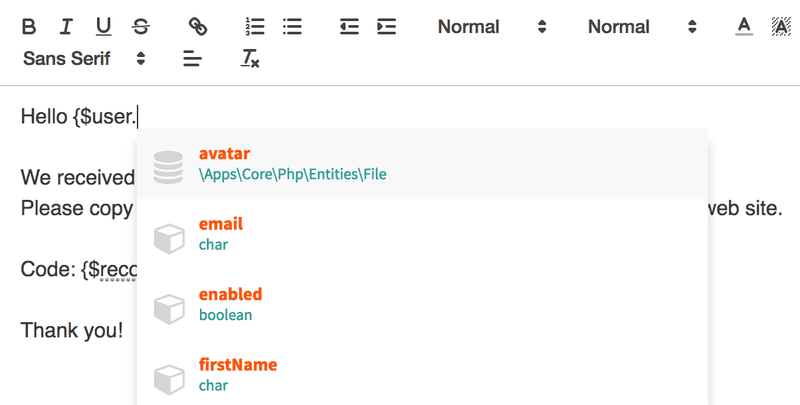 B I U S Normal Normal A A
Sans Serif Tx
Hello {$user.
avatar
\Apps\Core\Php\Entities\File
We received
Please copy web site.
email
char
Code: {$reco
enabled
boolean
Thank you!
firstName
char